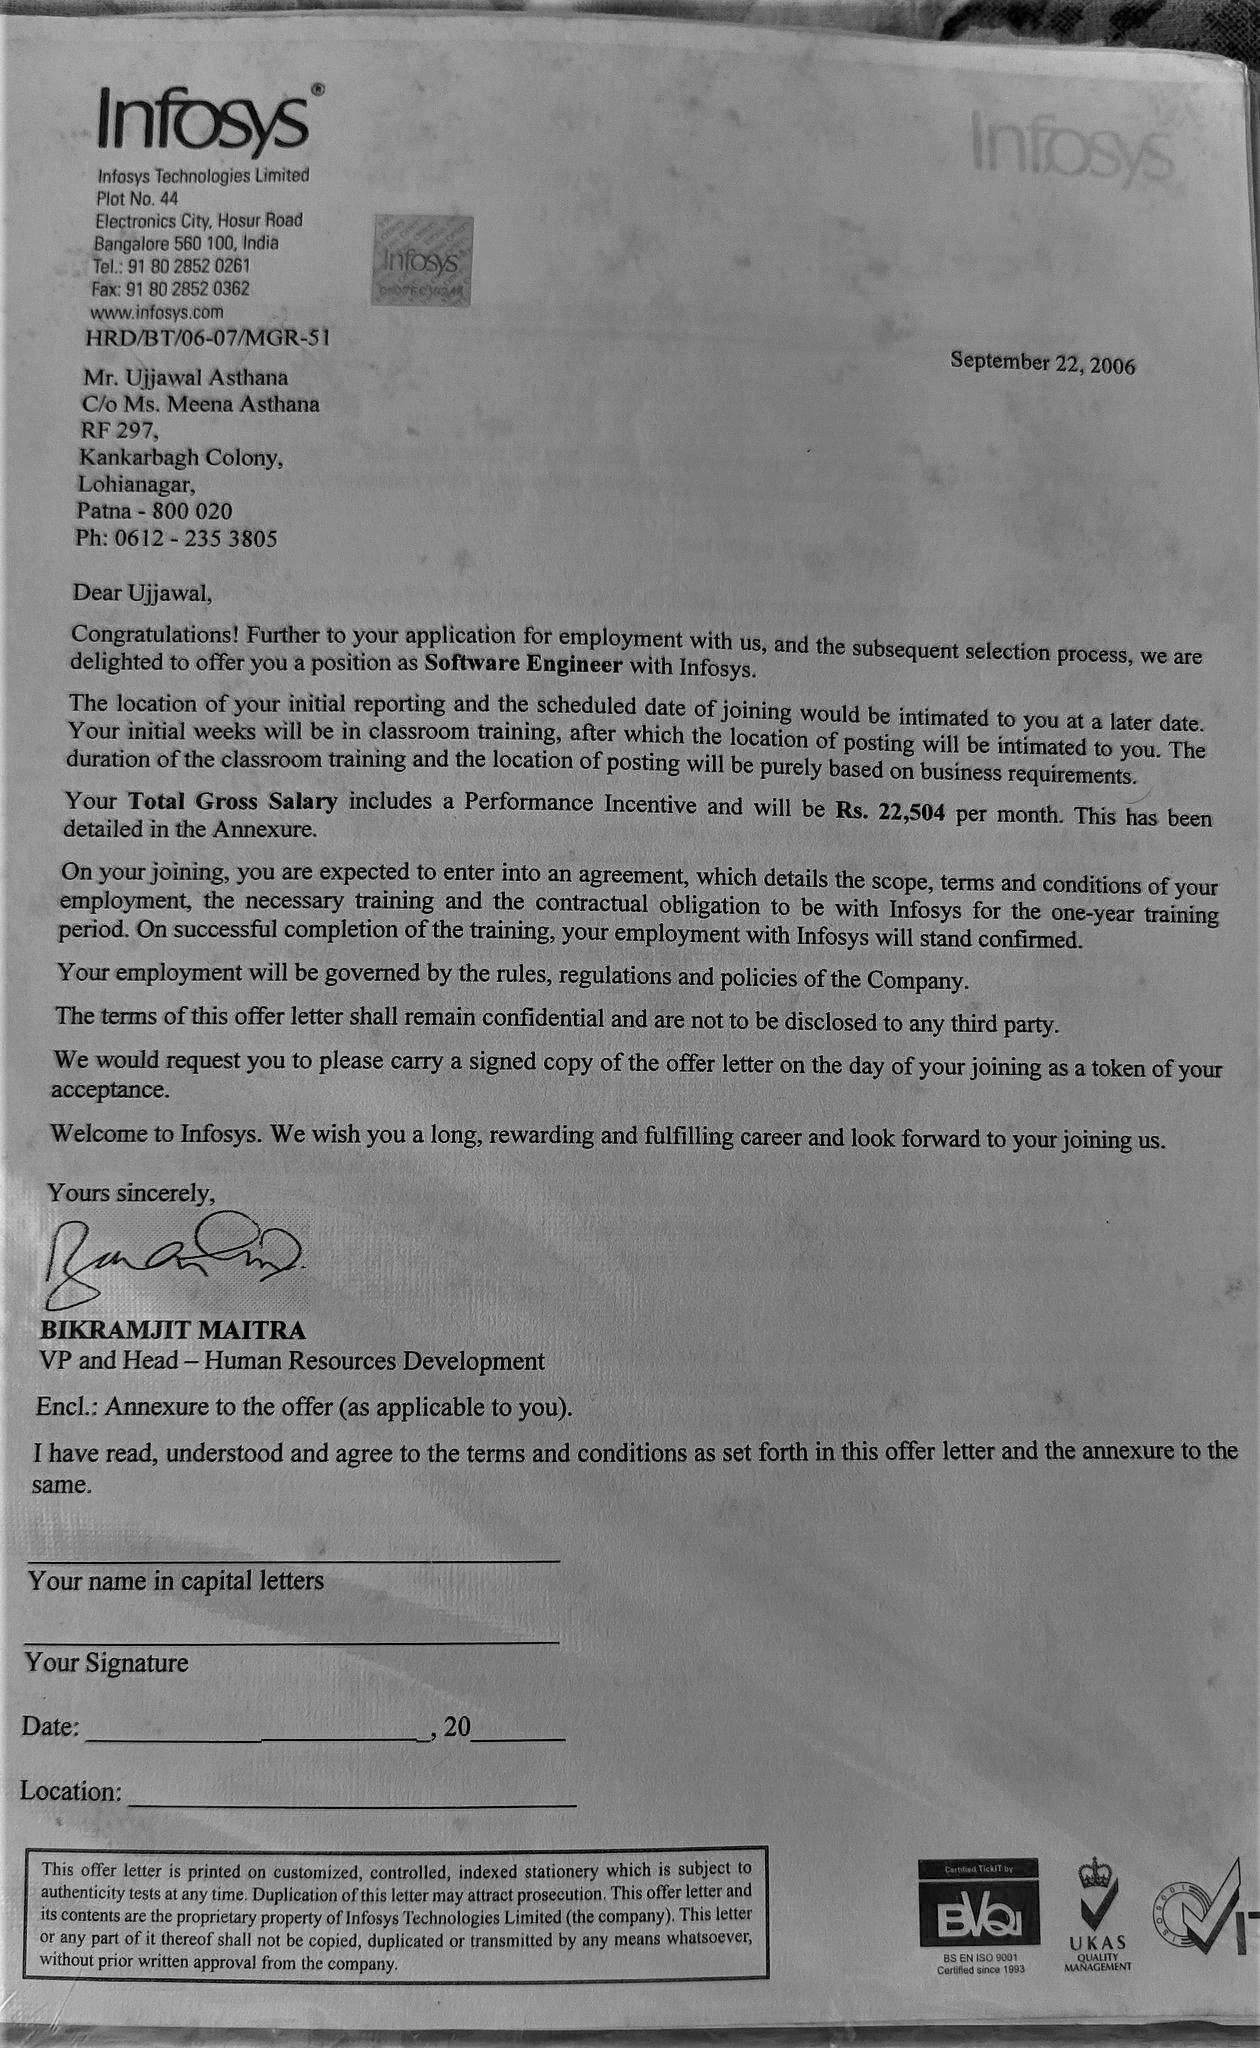 Infosys®
Infosys
Infosys Technologies Limited
Plot No. 44
Electronics City, Hosur Road
Bangalore 560 100, India
Tel.: 91 80 2852 0261
Fax: 91 80 2852 0362
www.infosys.com
Infosys
HRD/BT/06-07/MGR-51
September 22, 2006
Mr. Ujjawal Asthana
C/o Ms. Meena Asthana
RF 297,
Kankarbagh Colony,
Lohianagar,
Patna - 800 020
Ph: 0612 - 235 3805
Dear Ujjawal,
Congratulations! Further to your application for employment with us, and the subsequent selection process, we are
delighted to offer you a position as Software Engineer with Infosys.
The location of your initial reporting and the scheduled date of joining would be intimated to you at a later date.
Your initial weeks will be in classroom training, after which the location of posting will be intimated to you. The
duration of the classroom training and the location of posting will be purely based on business requirements.
Your Total Gross Salary includes a Performance Incentive and will be Rs. 22,504 per month. This has been
detailed in the Annexure.
On your joining, you are expected to enter into an agreement, which details the scope, terms and conditions of your
employment, the necessary training and the contractual obligation to be with Infosys for the one-year training
period. On successful completion of the training, your employment with Infosys will stand confirmed.
Your employment will be governed by the rules, regulations and policies of the Company.
The terms of this offer letter shall remain confidential and are not to be disclosed to any third party.
We would request you to please carry a signed copy of the offer letter on the day of your joining as a token of your
acceptance.
Welcome to Infosys. We wish you a long, rewarding and fulfilling career and look forward to your joining us.
Yours sincerely,
BIKRAMJIT MAITRA
VP and Head – Human Resources Development
Encl.: Annexure to the offer (as applicable to you).
I have read, understood and agree to the terms and conditions as set forth in this offer letter and the annexure to the
same.
Your name in capital letters
Your Signature
Date: ____________________, 20______
Location: ____________________
This offer letter is printed on customized, controlled, indexed stationery which is subject to
authenticity tests at any time. Duplication of this letter may attract prosecution. This offer letter and
its contents are the proprietary property of Infosys Technologies Limited (the company). This letter
or any part of it thereof shall not be copied, duplicated or transmitted by any means whatsoever,
without prior written approval from the company.
Certified TickIT by
BVQI
BS EN ISO 9001
Certified since 1993
UKAS
QUALITY
MANAGEMENT